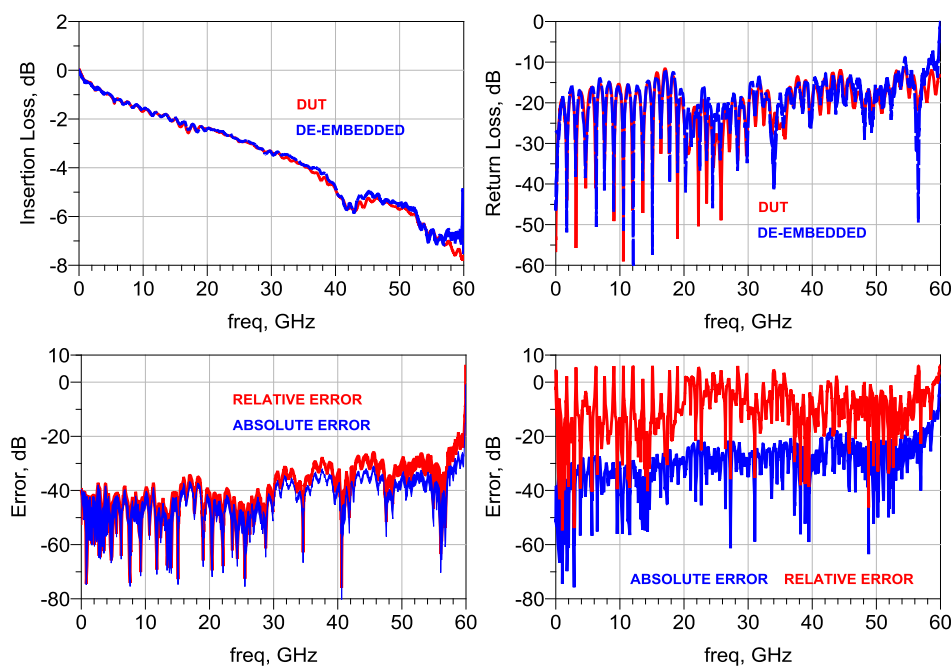 2
0
-2
-4
-6
-8
Insertion Loss, dB
DUT
DE-EMBEDDED
0 10 20 30 40 50 60
freq, GHz
0
-10
-20
-30
-40
-50
-60
Return Loss, dB
DUT
DE-EMBEDDED
0 10 20 30 40 50 60
freq, GHz
10
0
-20
-40
-60
-80
Error, dB
RELATIVE ERROR
ABSOLUTE ERROR
0 10 20 30 40 50 60
freq, GHz
10
0
-20
-40
-60
-80
Error, dB
ABSOLUTE ERROR RELATIVE ERROR
0 10 20 30 40 50 60
freq, GHz